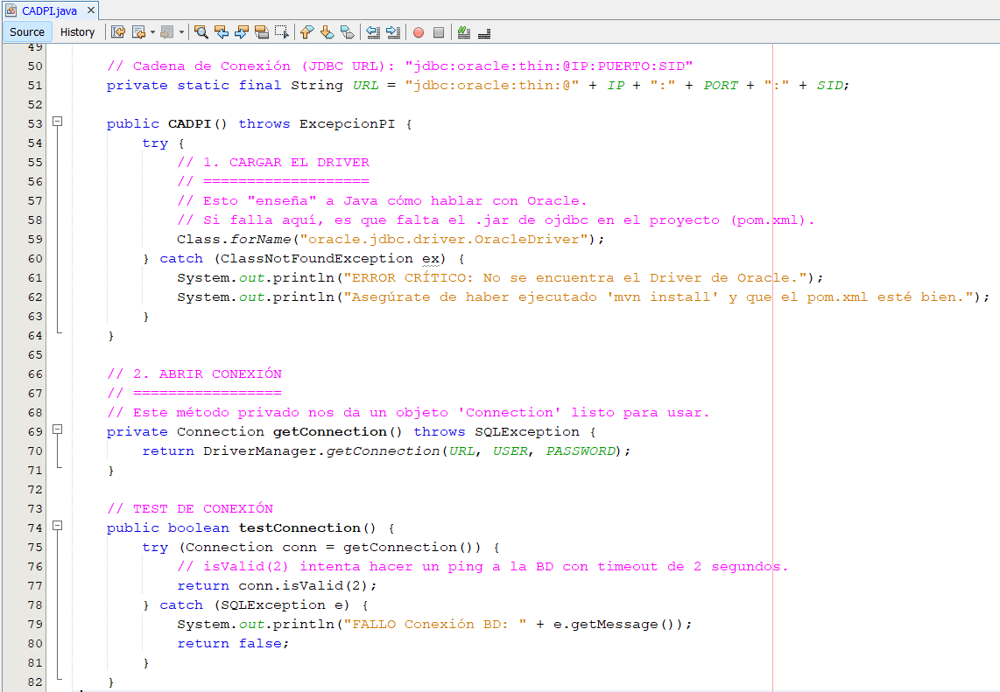 CADPI.java
Source History
49
50 // Cadena de Conexión (JDBC URL): "jdbc:oracle:thin:@IP:PUERTO:SID"
51 private static final String URL = "jdbc:oracle:thin:@" + IP + ":" + PORT + ":" + SID;
52
53 public CADPI() throws ExcepcionPI {
54 try {
55 // 1. CARGAR EL DRIVER
56 // ===================
57 // Esto "enseña" a Java cómo hablar con Oracle.
58 // Si falla aquí, es que falta el .jar de ojdbc en el proyecto (pom.xml).
59 Class.forName("oracle.jdbc.driver.OracleDriver");
60 } catch (ClassNotFoundException ex) {
61 System.out.println("ERROR CRÍTICO: No se encuentra el Driver de Oracle.");
62 System.out.println("Asegúrate de haber ejecutado 'mvn install' y que el pom.xml esté bien.");
63 }
64 }
65
66 // 2. ABRIR CONEXIÓN
67 // =================
68 // Este método privado nos da un objeto 'Connection' listo para usar.
69 private Connection getConnection() throws SQLException {
70 return DriverManager.getConnection(URL, USER, PASSWORD);
71 }
72
73 // TEST DE CONEXIÓN
74 public boolean testConnection() {
75 try (Connection conn = getConnection()) {
76 // isValid(2) intenta hacer un ping a la BD con timeout de 2 segundos.
77 return conn.isValid(2);
78 } catch (SQLException e) {
79 System.out.println("FALLO Conexión BD: " + e.getMessage());
80 return false;
81 }
82 }